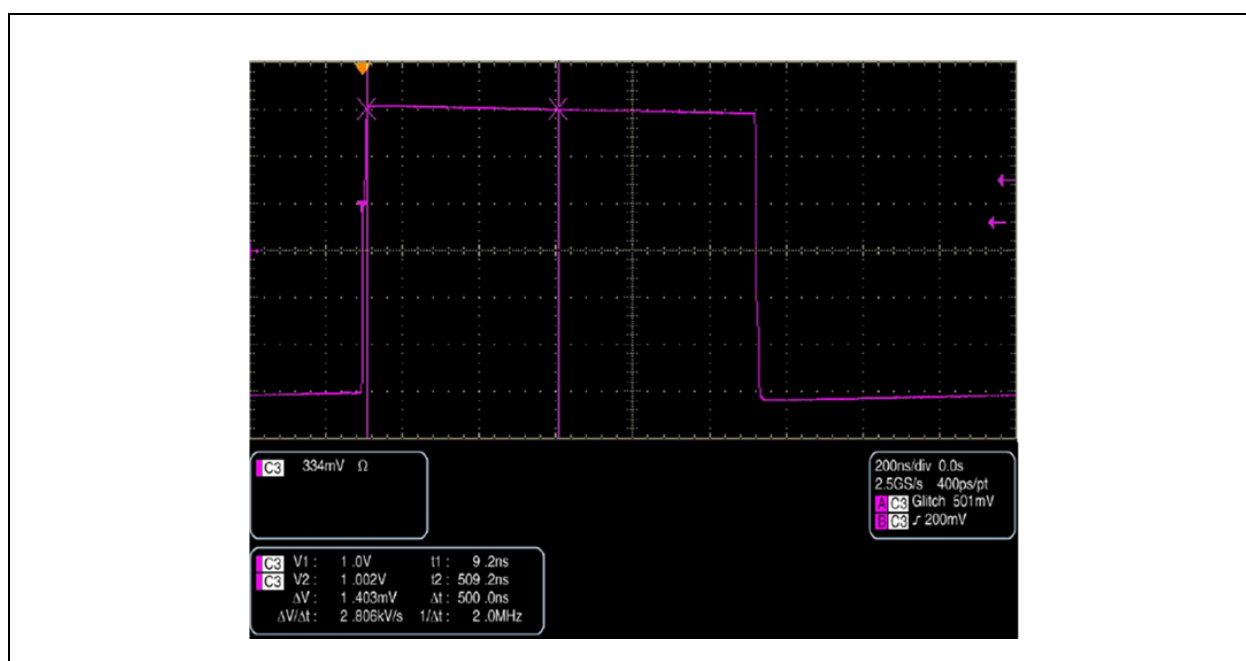 C3 334mV Ω
200ns/div 0.0s
2.5GS/s 400ps/pt
A C3 Glitch 501mV
B C3 ƒ 200mV
C3 V1 : 1.0V t1 : 9.2ns
C3 V2 : 1.002V t2 : 509.2ns
ΔV : 1.403mV Δt : 500.0ns
ΔV/Δt : 2.806kV/s 1/Δt : 2.0MHz